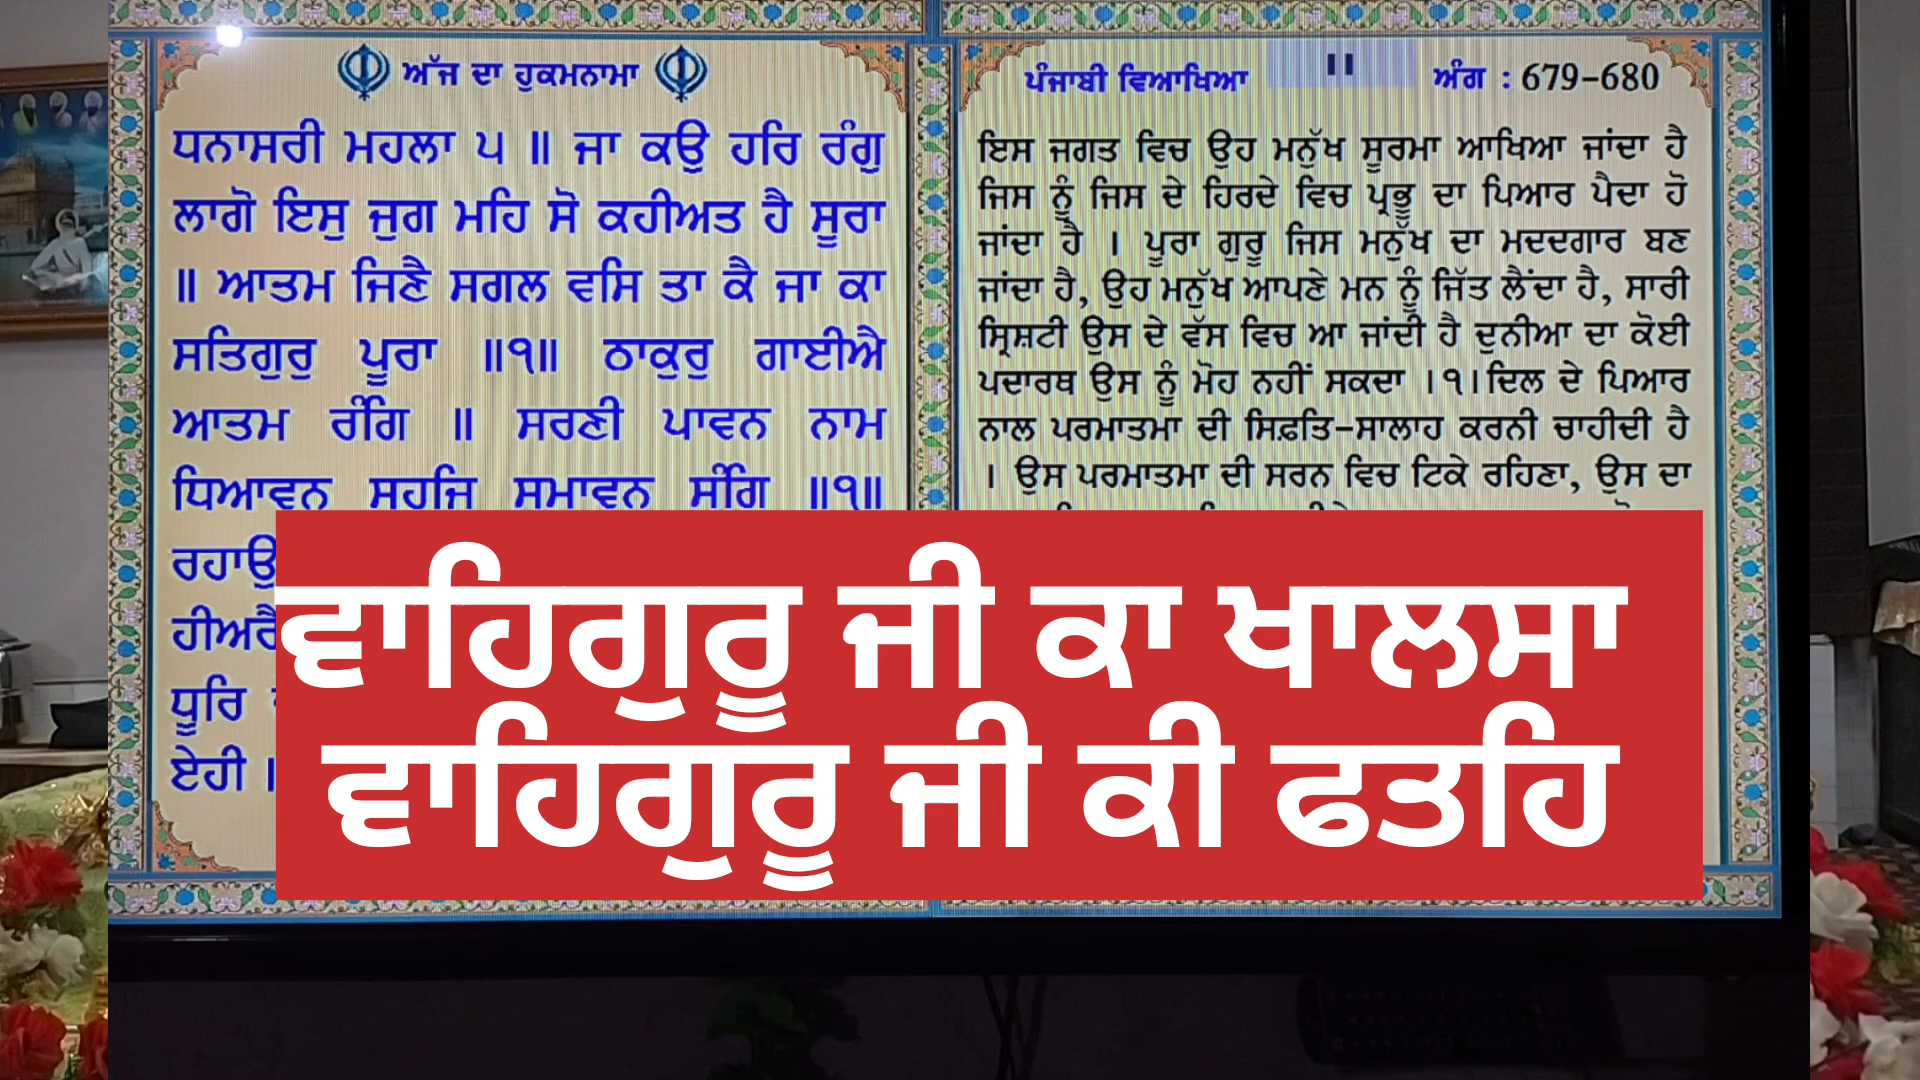 ਅੱਜ ਦਾ ਹੁਕਮਨਾਮਾ
ਧਨਾਸਰੀ ਮਹਲਾ ੫ ॥ ਜਾ ਕਉ ਹਰਿ ਰੰਗੁ
ਲਾਗੋ ਇਸੁ ਜੁਗ ਮਹਿ ਸੋ ਕਹੀਅਤ ਹੈ ਸੂਰਾ
॥ ਆਤਮ ਜਿਣੈ ਸਗਲ ਵਸਿ ਤਾ ਕੈ ਜਾ ਕਾ
ਸਤਿਗੁਰੁ ਪੂਰਾ ॥੧॥ ਠਾਕੁਰੁ ਗਾਈਐ
ਆਤਮ ਰੰਗਿ ॥ ਸਰਣੀ ਪਾਵਨ ਨਾਮ
ਧਿਆਵਨ ਸਹਜਿ ਸਮਾਵਨ ਸੰਗਿ ॥੧॥
ਰਹਾਉ
ਹੀਅਰੈ
ਧੂਰਿ
ਏਹੀ ।
ਪੰਜਾਬੀ ਵਿਆਖਿਆ ॥ ਅੰਗ : 679-680
ਇਸ ਜਗਤ ਵਿਚ ਉਹ ਮਨੁੱਖ ਸੂਰਮਾ ਆਖਿਆ ਜਾਂਦਾ ਹੈ
ਜਿਸ ਨੂੰ ਜਿਸ ਦੇ ਹਿਰਦੇ ਵਿਚ ਪ੍ਰਭੂ ਦਾ ਪਿਆਰ ਪੈਦਾ ਹੋ
ਜਾਂਦਾ ਹੈ । ਪੂਰਾ ਗੁਰੂ ਜਿਸ ਮਨੁੱਖ ਦਾ ਮਦਦਗਾਰ ਬਣ
ਜਾਂਦਾ ਹੈ, ਉਹ ਮਨੁੱਖ ਆਪਣੇ ਮਨ ਨੂੰ ਜਿੱਤ ਲੈਂਦਾ ਹੈ, ਸਾਰੀ
ਸ੍ਰਿਸ਼ਟੀ ਉਸ ਦੇ ਵੱਸ ਵਿਚ ਆ ਜਾਂਦੀ ਹੈ ਦੁਨੀਆ ਦਾ ਕੋਈ
ਪਦਾਰਥ ਉਸ ਨੂੰ ਮੋਹ ਨਹੀਂ ਸਕਦਾ ।੧।ਦਿਲ ਦੇ ਪਿਆਰ
ਨਾਲ ਪਰਮਾਤਮਾ ਦੀ ਸਿਫ਼ਤਿ-ਸਾਲਾਹ ਕਰਨੀ ਚਾਹੀਦੀ ਹੈ
। ਉਸ ਪਰਮਾਤਮਾ ਦੀ ਸਰਨ ਵਿਚ ਟਿਕੇ ਰਹਿਣਾ, ਉਸ ਦਾ
ਵਾਹਿਗੁਰੂ ਜੀ ਕਾ ਖਾਲਸਾ
ਵਾਹਿਗੁਰੂ ਜੀ ਕੀ ਫਤਹਿ